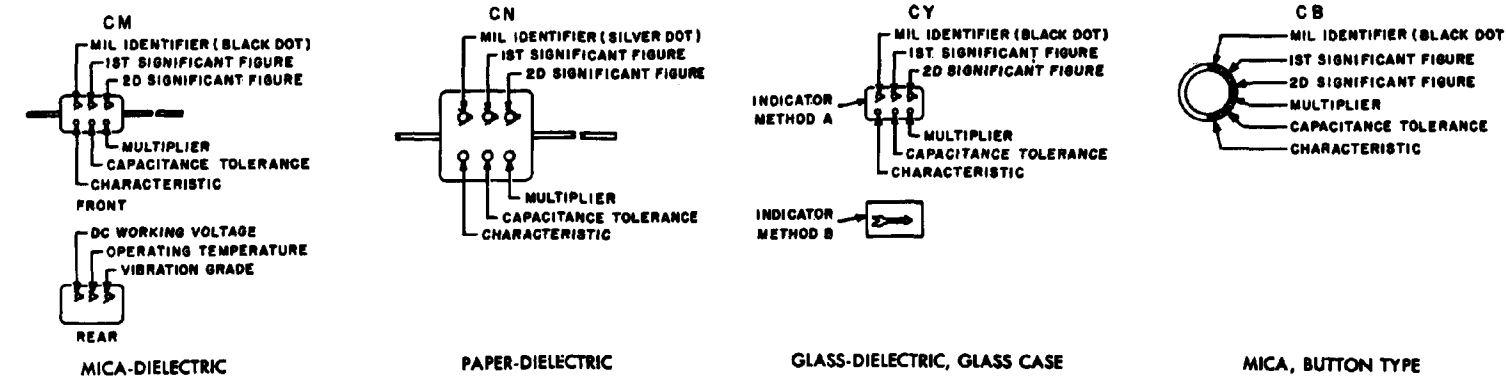 CM
MIL IDENTIFIER (BLACK DOT)
1ST SIGNIFICANT FIGURE
2D SIGNIFICANT FIGURE
MULTIPLIER
CAPACITANCE TOLERANCE
CHARACTERISTIC
FRONT
DC WORKING VOLTAGE
OPERATING TEMPERATURE
VIBRATION GRADE
REAR
MICA-DIELECTRIC
CN
MIL IDENTIFIER (SILVER DOT)
1ST SIGNIFICANT FIGURE
2D SIGNIFICANT FIGURE
MULTIPLIER
CAPACITANCE TOLERANCE
CHARACTERISTIC
PAPER-DIELECTRIC
CY
MIL IDENTIFIER (BLACK DOT)
1ST SIGNIFICANT FIGURE
2D SIGNIFICANT FIGURE
INDICATOR
METHOD A
MULTIPLIER
CAPACITANCE TOLERANCE
CHARACTERISTIC
INDICATOR
METHOD B
GLASS-DIELECTRIC, GLASS CASE
CB
MIL IDENTIFIER (BLACK DOT
1ST SIGNIFICANT FIGURE
2D SIGNIFICANT FIGURE
MULTIPLIER
CAPACITANCE TOLERANCE
CHARACTERISTIC
MICA, BUTTON TYPE